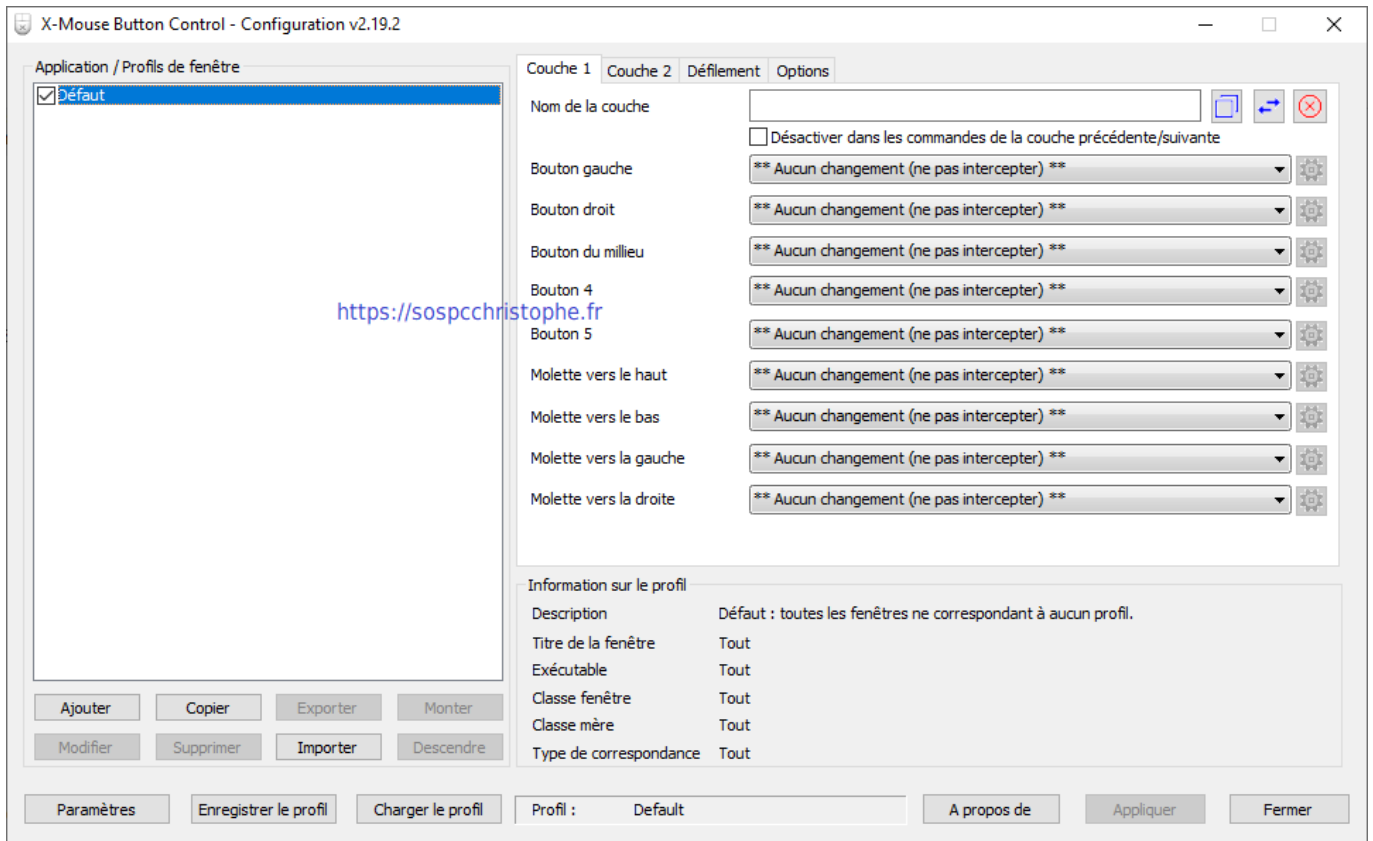 X-Mouse Button Control - Configuration v2.19.2
Application / Profils de fenêtre
Défaut
Couche 1 Couche 2 Défilement Options
Nom de la couche
Désactiver dans les commandes de la couche précédente/suivante
Bouton gauche ** Aucun changement (ne pas intercepter) **
Bouton droit ** Aucun changement (ne pas intercepter) **
Bouton du millieu ** Aucun changement (ne pas intercepter) **
Bouton 4 ** Aucun changement (ne pas intercepter) **
https://sospcchristophe.fr
Bouton 5 ** Aucun changement (ne pas intercepter) **
Molette vers le haut ** Aucun changement (ne pas intercepter) **
Molette vers le bas ** Aucun changement (ne pas intercepter) **
Molette vers la gauche ** Aucun changement (ne pas intercepter) **
Molette vers la droite ** Aucun changement (ne pas intercepter) **
Information sur le profil
Description Défaut : toutes les fenêtres ne correspondant à aucun profil.
Titre de la fenêtre Tout
Exécutable Tout
Classe fenêtre Tout
Classe mère Tout
Type de correspondance Tout
Ajouter Copier Exporter Monter
Modifier Supprimer Importer Descendre
Paramètres Enregistrer le profil Charger le profil Profil : Default A propos de Appliquer Fermer